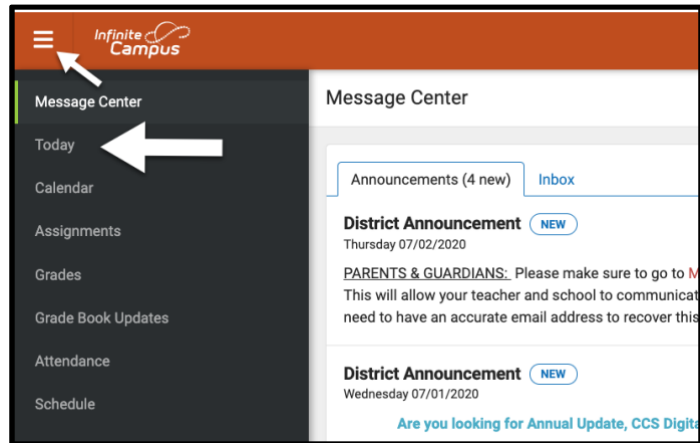 Infinite
Campus
Message Center
Today
Calendar
Assignments
Grades
Grade Book Updates
Attendance
Schedule
Message Center
Announcements (4 new) Inbox
District Announcement NEW
Thursday 07/02/2020
PARENTS & GUARDIANS: Please make sure to go to M
This will allow your teacher and school to communicat
need to have an accurate email address to recover this
District Announcement NEW
Wednesday 07/01/2020
Are you looking for Annual Update, CCS Digita